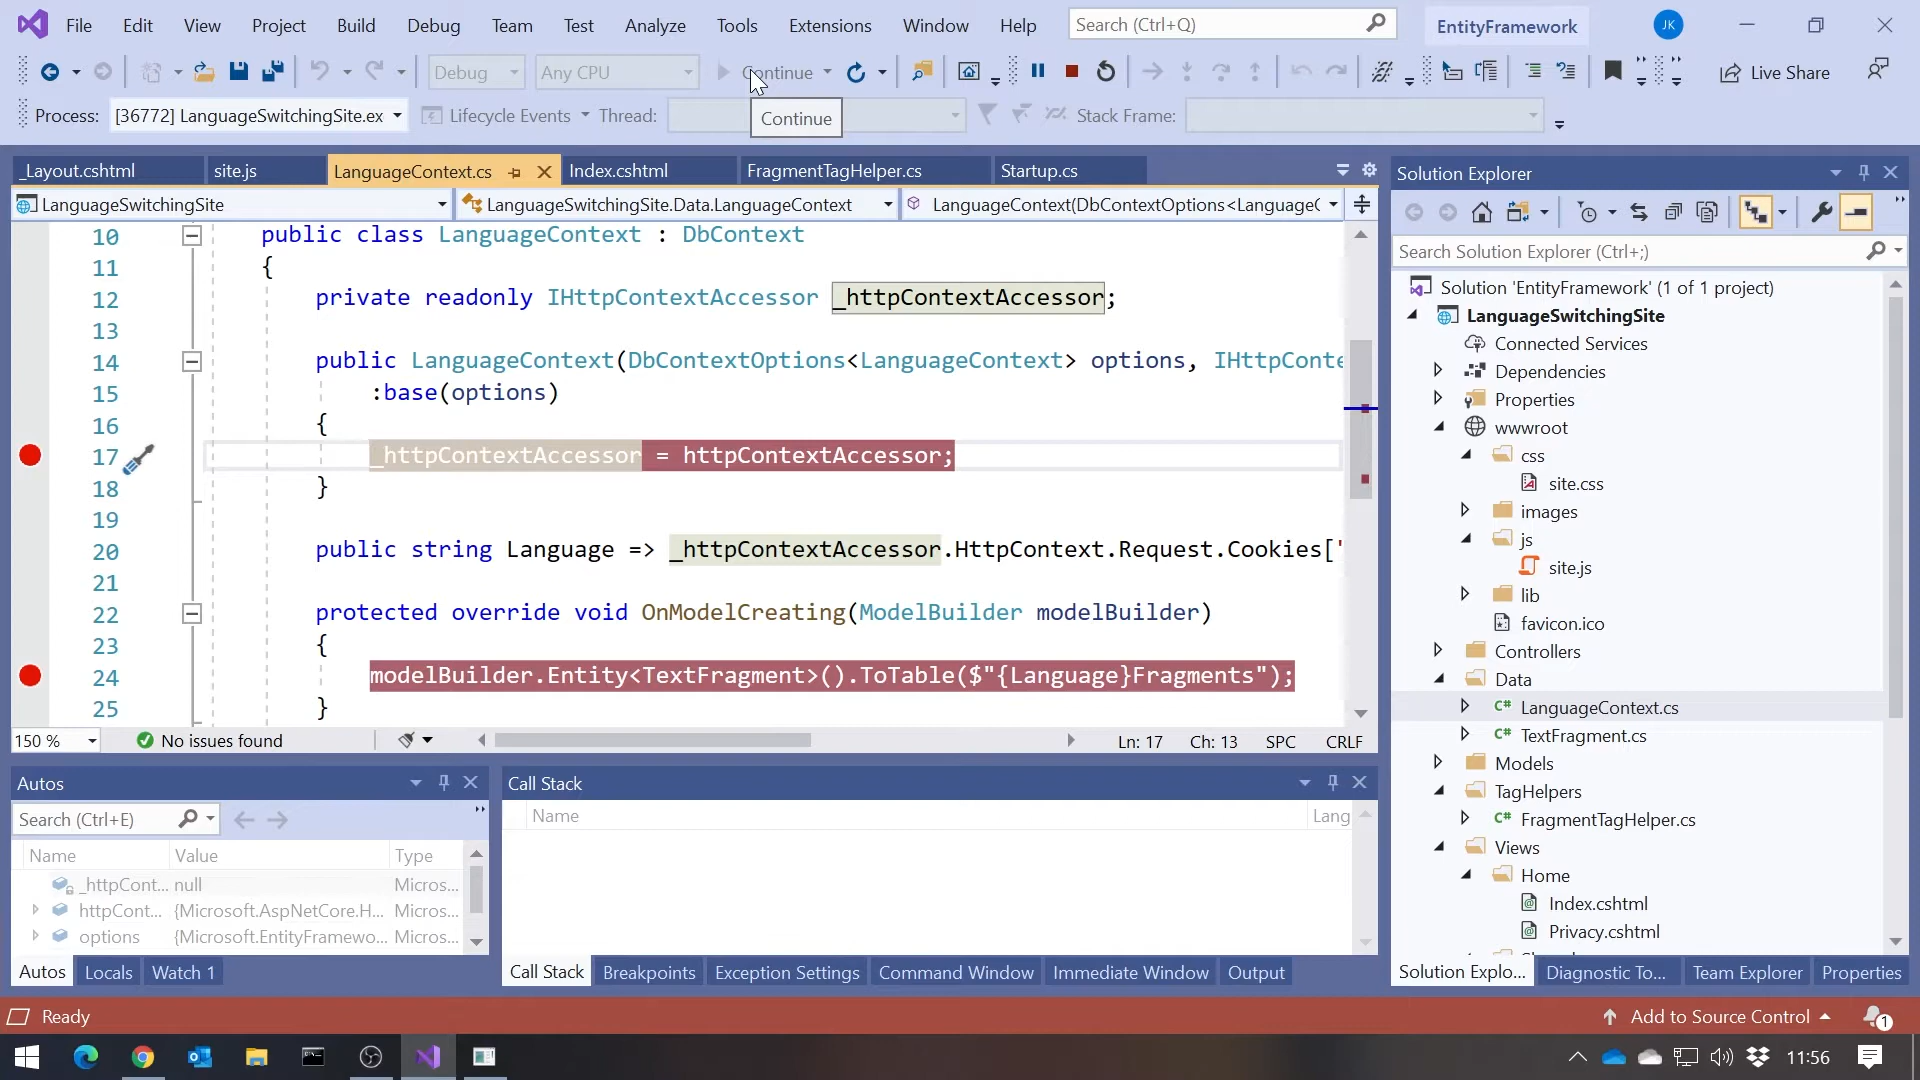 File Edit View Project Build Debug Team Test Analyze Tools Extensions Window Help Search (Ctrl+Q) EntityFramework JK
Debug Any CPU Continue Live Share
Process: [36772] LanguageSwitchingSite.ex Lifecycle Events Thread: Stack Frame:
Continue
_Layout.cshtml site.js LanguageContext.cs Index.cshtml FragmentTagHelper.cs Startup.cs
LanguageSwitchingSite LanguageSwitchingSite.Data.LanguageContext LanguageContext(DbContextOptions<LanguageC
10 public class LanguageContext : DbContext
11 {
12 private readonly IHttpContextAccessor _httpContextAccessor;
13
14 public LanguageContext(DbContextOptions<LanguageContext> options, IHttpConte
15 :base(options)
16 {
17 _httpContextAccessor = httpContextAccessor;
18 }
19
20 public string Language => _httpContextAccessor.HttpContext.Request.Cookies['
21
22 protected override void OnModelCreating(ModelBuilder modelBuilder)
23 {
24 modelBuilder.Entity<TextFragment>().ToTable($"{Language}Fragments");
25 }
150 % No issues found Ln: 17 Ch: 13 SPC CRLF
Autos
Search (Ctrl+E)
Name Value Type
_httpCont... null Micros...
httpCont... {Microsoft.AspNetCore.H... Micros...
options {Microsoft.EntityFramewo... Micros...
Autos Locals Watch 1
Call Stack
Name Lang
Call Stack Breakpoints Exception Settings Command Window Immediate Window Output
Solution Explorer
Search Solution Explorer (Ctrl+;)
Solution 'EntityFramework' (1 of 1 project)
LanguageSwitchingSite
Connected Services
Dependencies
Properties
wwwroot
css
site.css
images
js
site.js
lib
favicon.ico
Controllers
Data
LanguageContext.cs
TextFragment.cs
Models
TagHelpers
FragmentTagHelper.cs
Views
Home
Index.cshtml
Privacy.cshtml
Solution Explo... Diagnostic To... Team Explorer Properties
Ready Add to Source Control 1
11:56